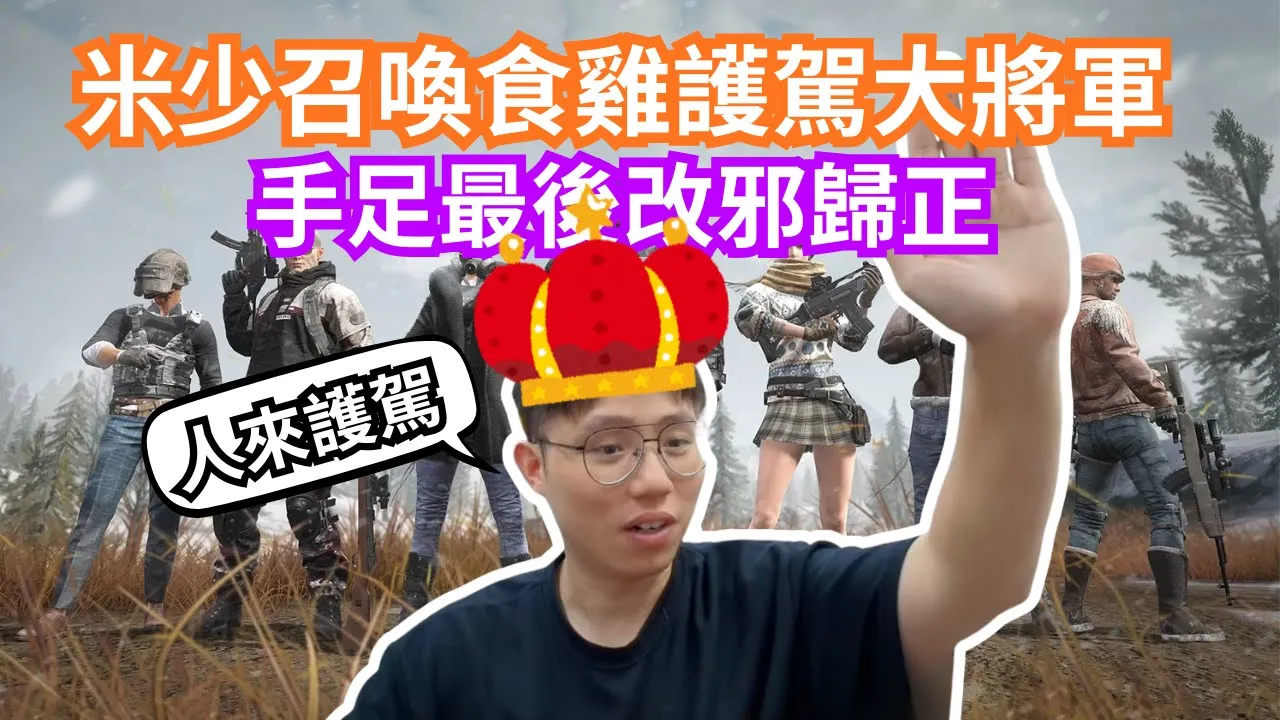 米少召喚食雞護駕大將軍
手足最後改邪歸正
人來護駕